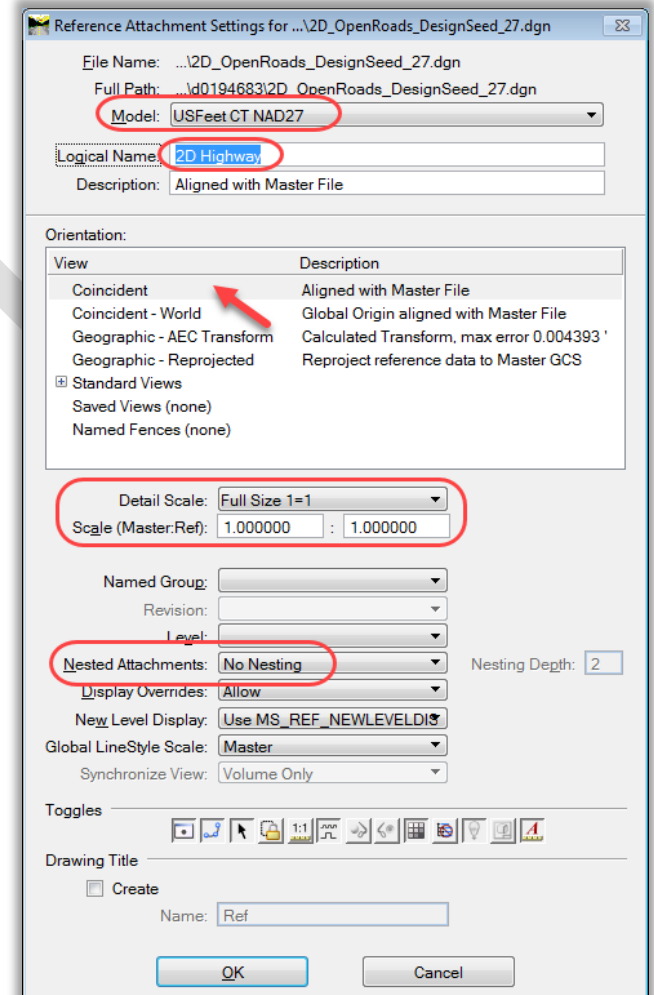 Reference Attachment Settings for ...\2D_OpenRoads_DesignSeed_27.dgn
File Name: ...\2D_OpenRoads_DesignSeed_27.dgn
Full Path: ...\d0194683\2D_OpenRoads_DesignSeed_27.dgn
Model: USFeet CT NAD27
Logical Name: 2D Highway
Description: Aligned with Master File
Orientation:
View Description
Coincident Aligned with Master File
Coincident - World Global Origin aligned with Master File
Geographic - AEC Transform Calculated Transform, max error 0.004393 '
Geographic - Reprojected Reproject reference data to Master GCS
Standard Views
Saved Views (none)
Named Fences (none)
Detail Scale: Full Size 1=1
Scale (Master:Ref): 1.000000 : 1.000000
Named Group:
Revision:
Level:
Nested Attachments: No Nesting Nesting Depth: 2
Display Overrides: Allow
New Level Display: Use MS_REF_NEWLEVELDIS
Global LineStyle Scale: Master
Synchronize View: Volume Only
Toggles
1:1 A
Drawing Title
Create
Name: Ref
OK Cancel